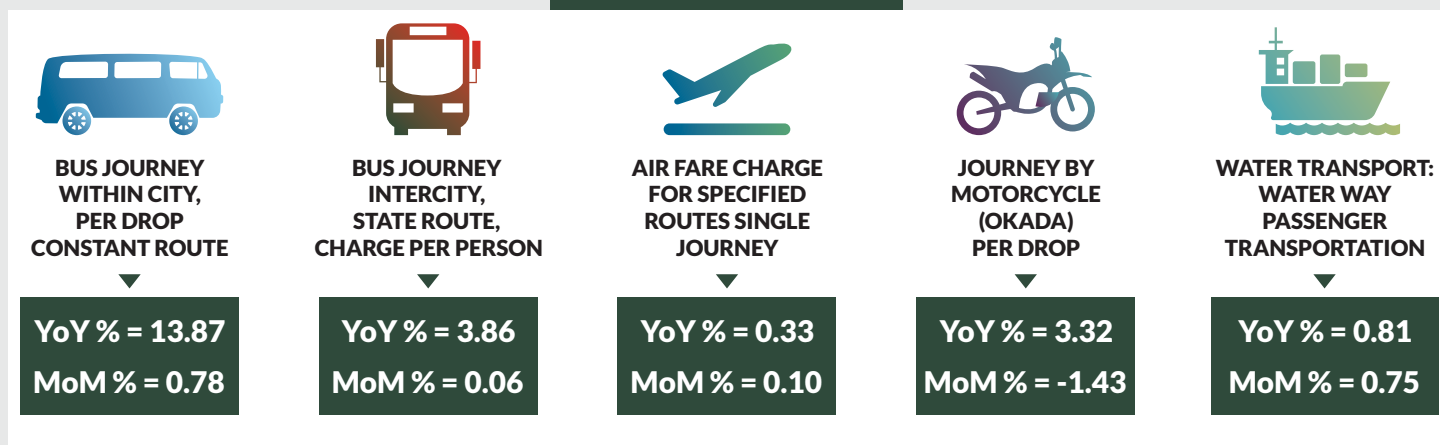 BUS JOURNEY
WITHIN CITY,
PER DROP
CONSTANT ROUTE
YoY % = 13.87
MoM % = 0.78
BUS JOURNEY
INTERCITY,
STATE ROUTE,
CHARGE PER PERSON
YoY % = 3.86
MoM % = 0.06
AIR FARE CHARGE
FOR SPECIFIED
ROUTES SINGLE
JOURNEY
YoY % = 0.33
MoM % = 0.10
JOURNEY BY
MOTORCYCLE
(OKADA)
PER DROP
YoY % = 3.32
MoM % = -1.43
WATER TRANSPORT:
WATER WAY
PASSENGER
TRANSPORTATION
YoY % = 0.81
MoM % = 0.75